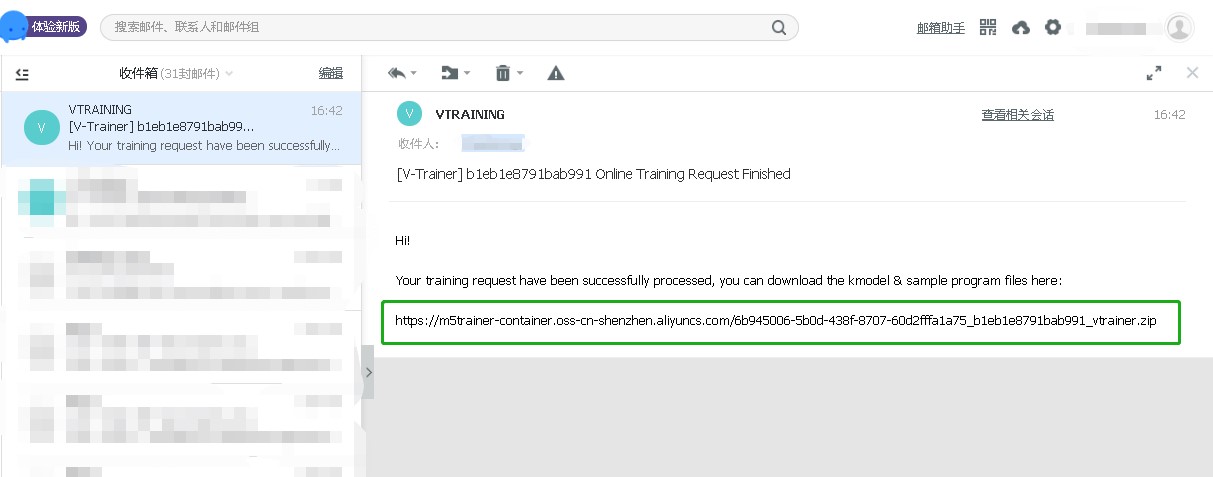 体验新版
搜索邮件、联系人和邮件组
邮箱助手
收件箱 (31封邮件)
编辑
VTRAINING
16:42
[V-Trainer] b1eb1e8791bab99...
Hi! Your training request have been successfully...
V
V
VTRAINING
查看相关会话
16:42
收件人:
[V-Trainer] b1eb1e8791bab991 Online Training Request Finished
Hi!
Your training request have been successfully processed, you can download the kmodel & sample program files here:
https://m5trainer-container.oss-cn-shenzhen.aliyuncs.com/6b945006-5b0d-438f-8707-60d2fffa1a75_b1eb1e8791bab991_vtrainer.zip